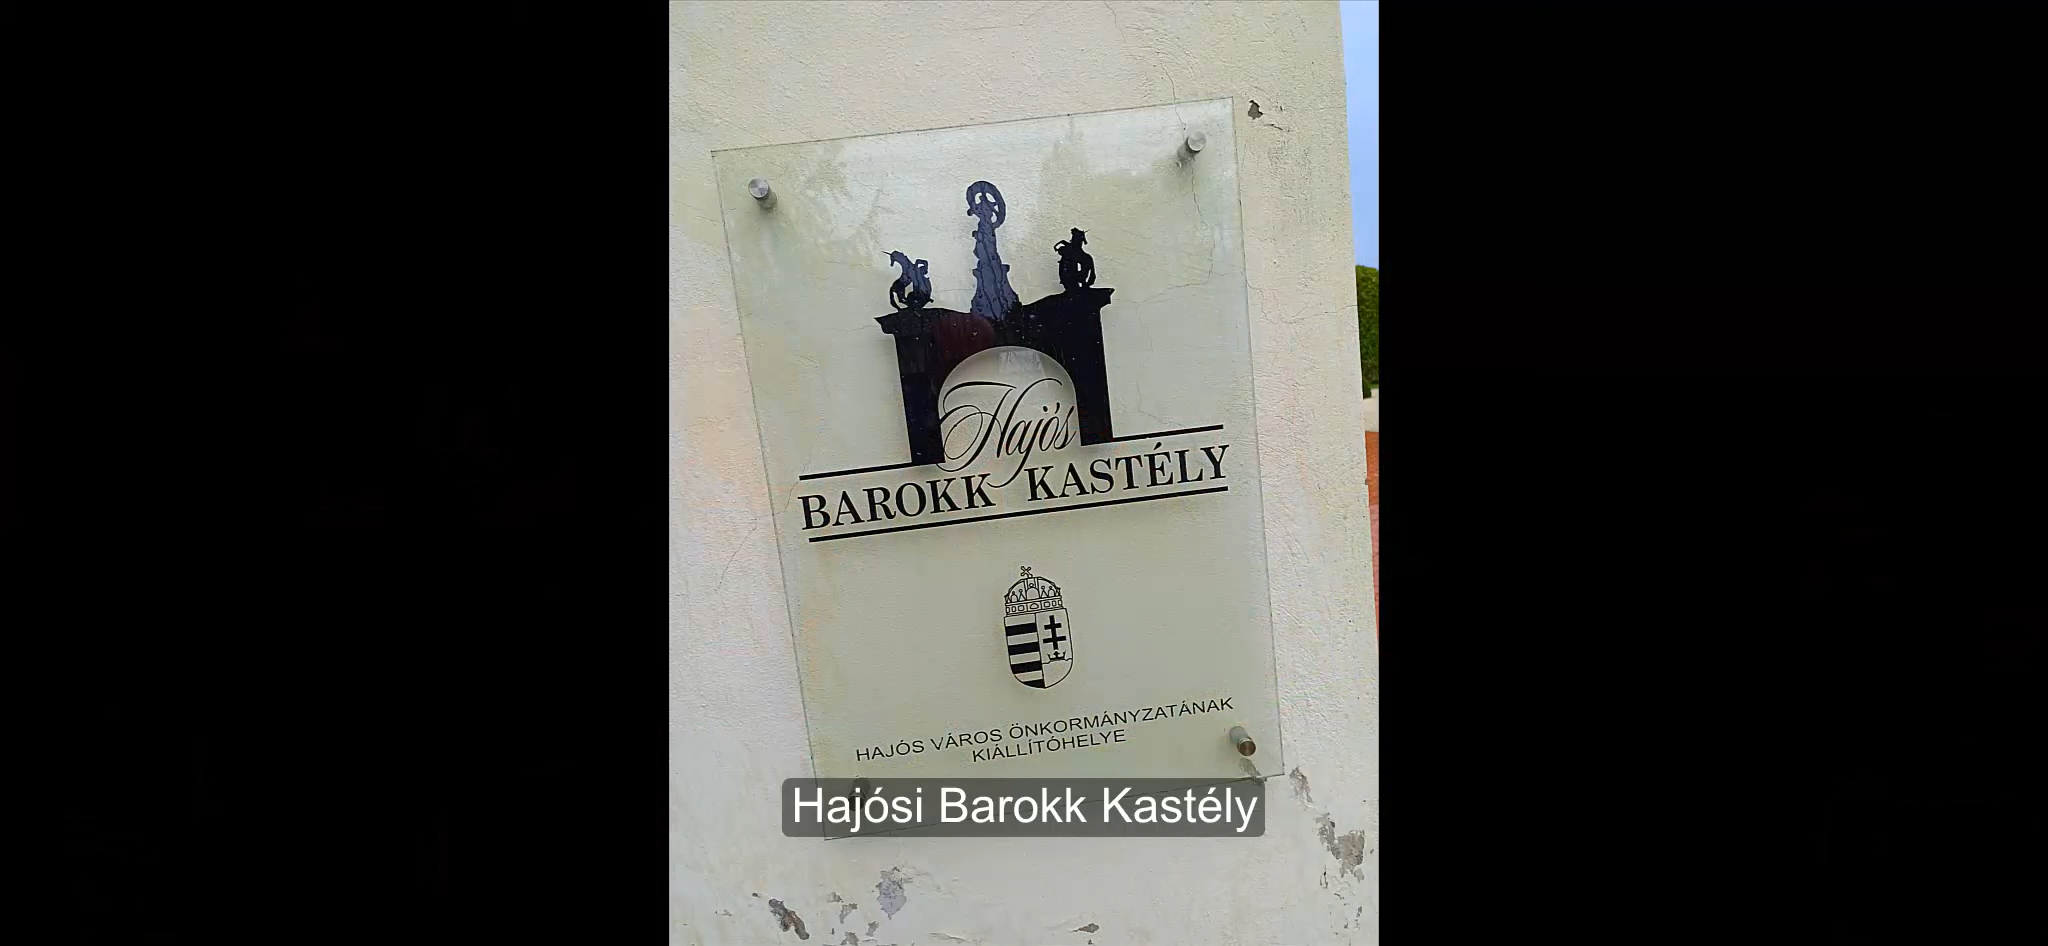 Hajós
BAROKK KASTÉLY
HAJÓS VÁROS ÖNKORMÁNYZATÁNAK
KIÁLLÍTÓHELYE
Hajósi Barokk Kastély